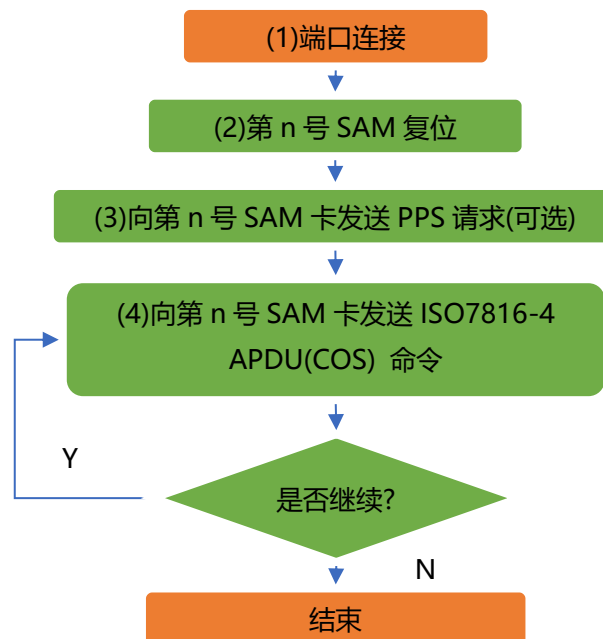 (1)端口连接
(2)第 n 号 SAM 复位
(3)向第 n 号 SAM 卡发送 PPS 请求(可选)
(4)向第 n 号 SAM 卡发送 ISO7816-4
APDU(COS) 命令
Y
是否继续?
N
结束